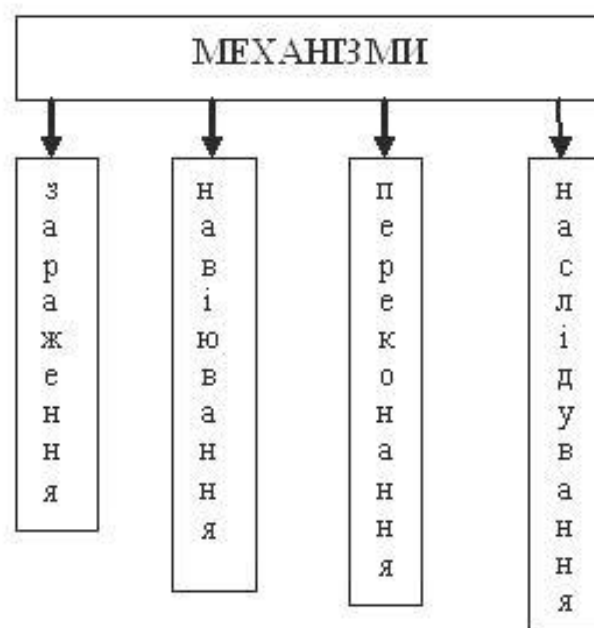 МЕХАНІЗМИ
зараження
навіювання
переконання
наслідування